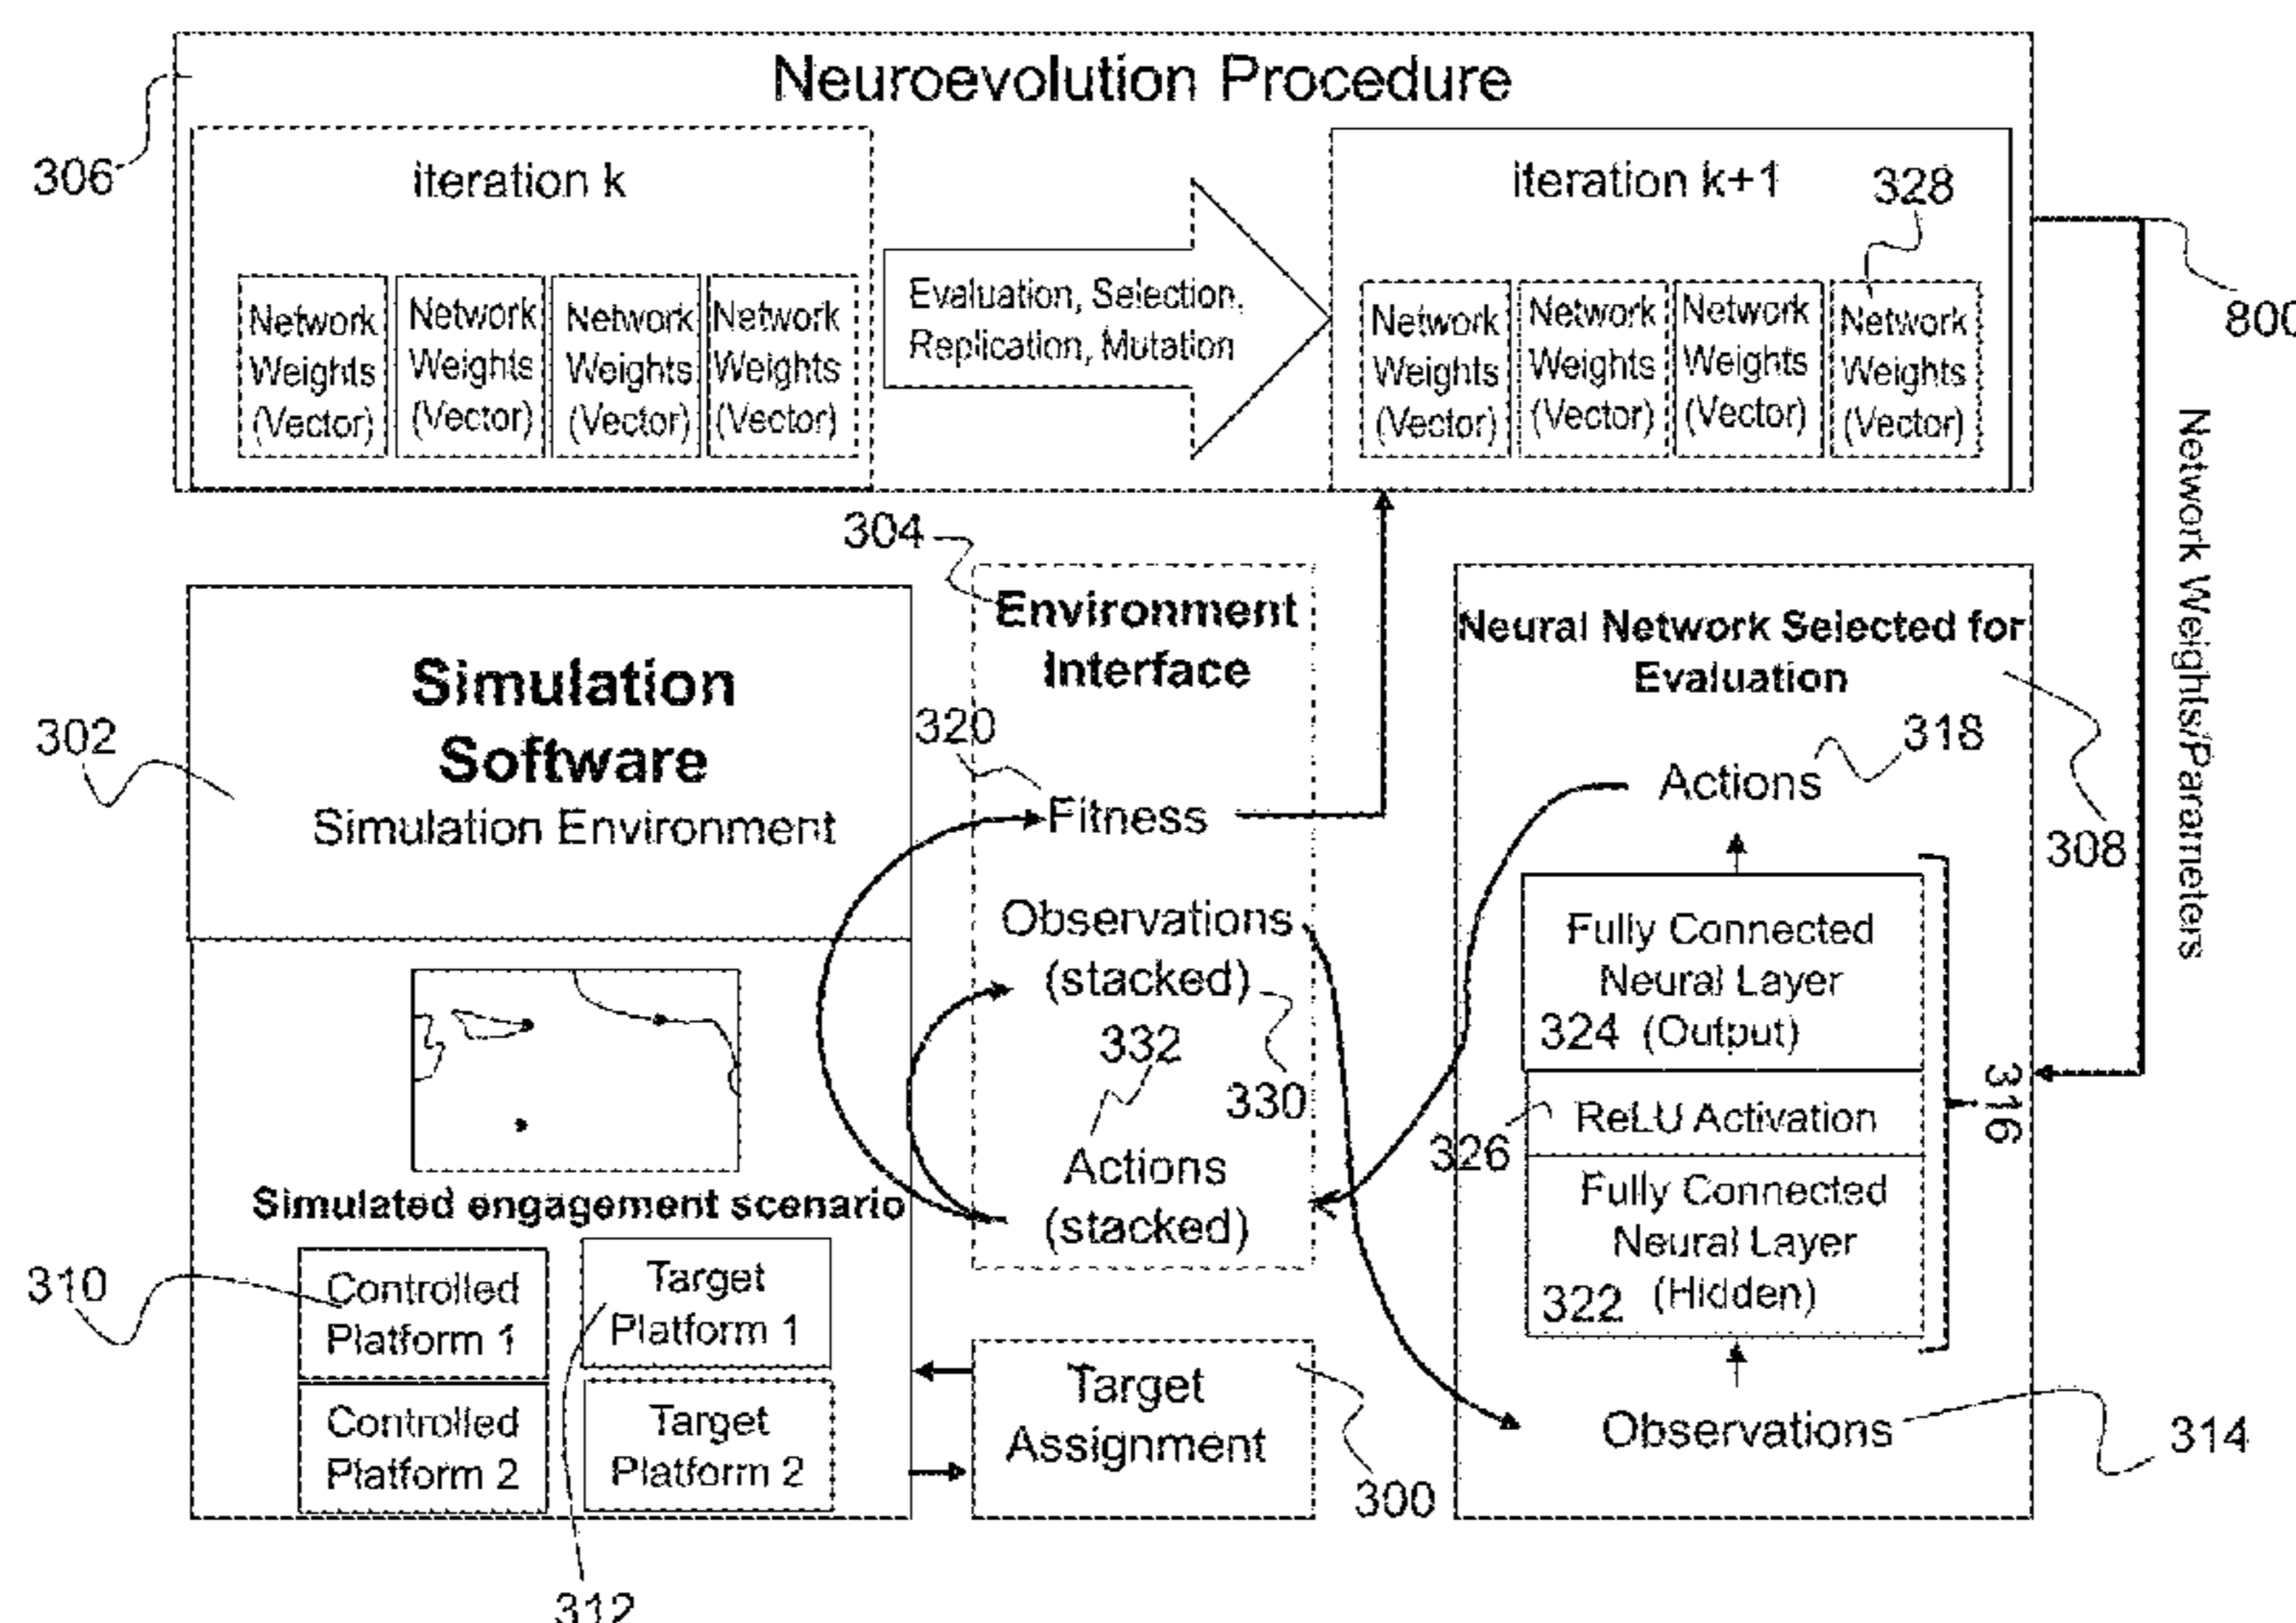 Neuroevolution Procedure
306
iteration k
iteration k+1
328
Network
Weights
(Vector)
Network
Weights
(Vector)
Network
Weights
(Vector)
Network
Weights
(Vector)
Evaluation, Selection,
Replication, Mutation
Network
Weights
(Vector)
Network
Weights
(Vector)
Network
Weights
(Vector)
Network
Weights
(Vector)
800
Network Weights/Parameters
304
Environment
Interface
320
Fitness
Observations
(stacked)
332
330
Actions
(stacked)
302
Simulation
Software
Simulation Environment
Simulated engagement scenario
310
Controlled
Platform 1
Target
Platform 1
Controlled
Platform 2
Target
Platform 2
312
Target
Assignment
300
Neural Network Selected for
Evaluation
318
Actions
308
Fully Connected
Neural Layer
324 (Output)
326
ReLU Activation
316
Fully Connected
Neural Layer
322 (Hidden)
Observations
314